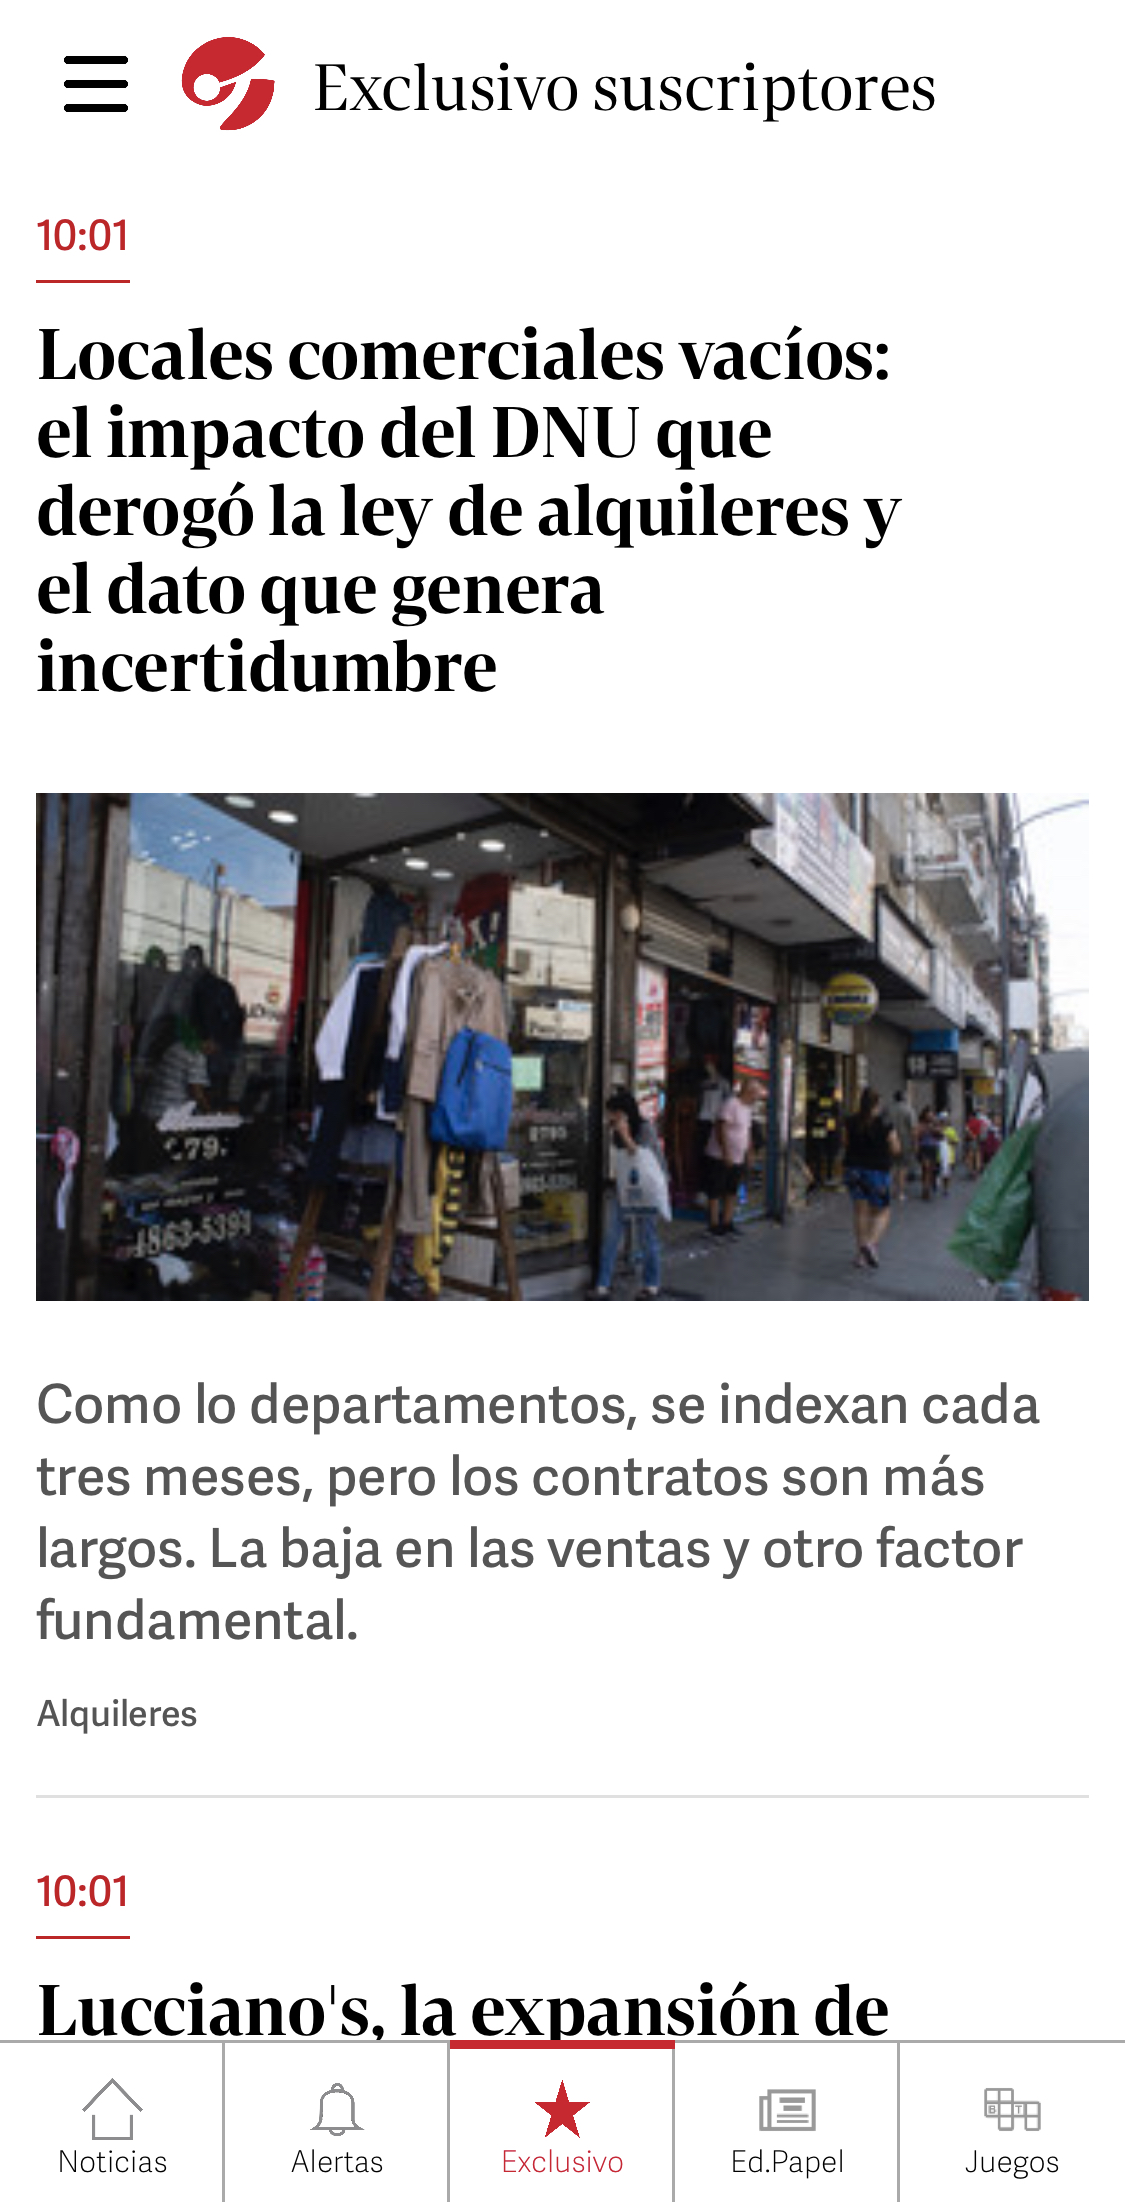 Exclusivo suscriptores
10:01
Locales comerciales vacíos:
el impacto del DNU que
derogó la ley de alquileres y
el dato que genera
incertidumbre
Como lo departamentos, se indexan cada
tres meses, pero los contratos son más
largos. La baja en las ventas y otro factor
fundamental.
Alquileres
10:01
Lucciano's, la expansión de
Noticias
Alertas
Exclusivo
Ed.Papel
Juegos